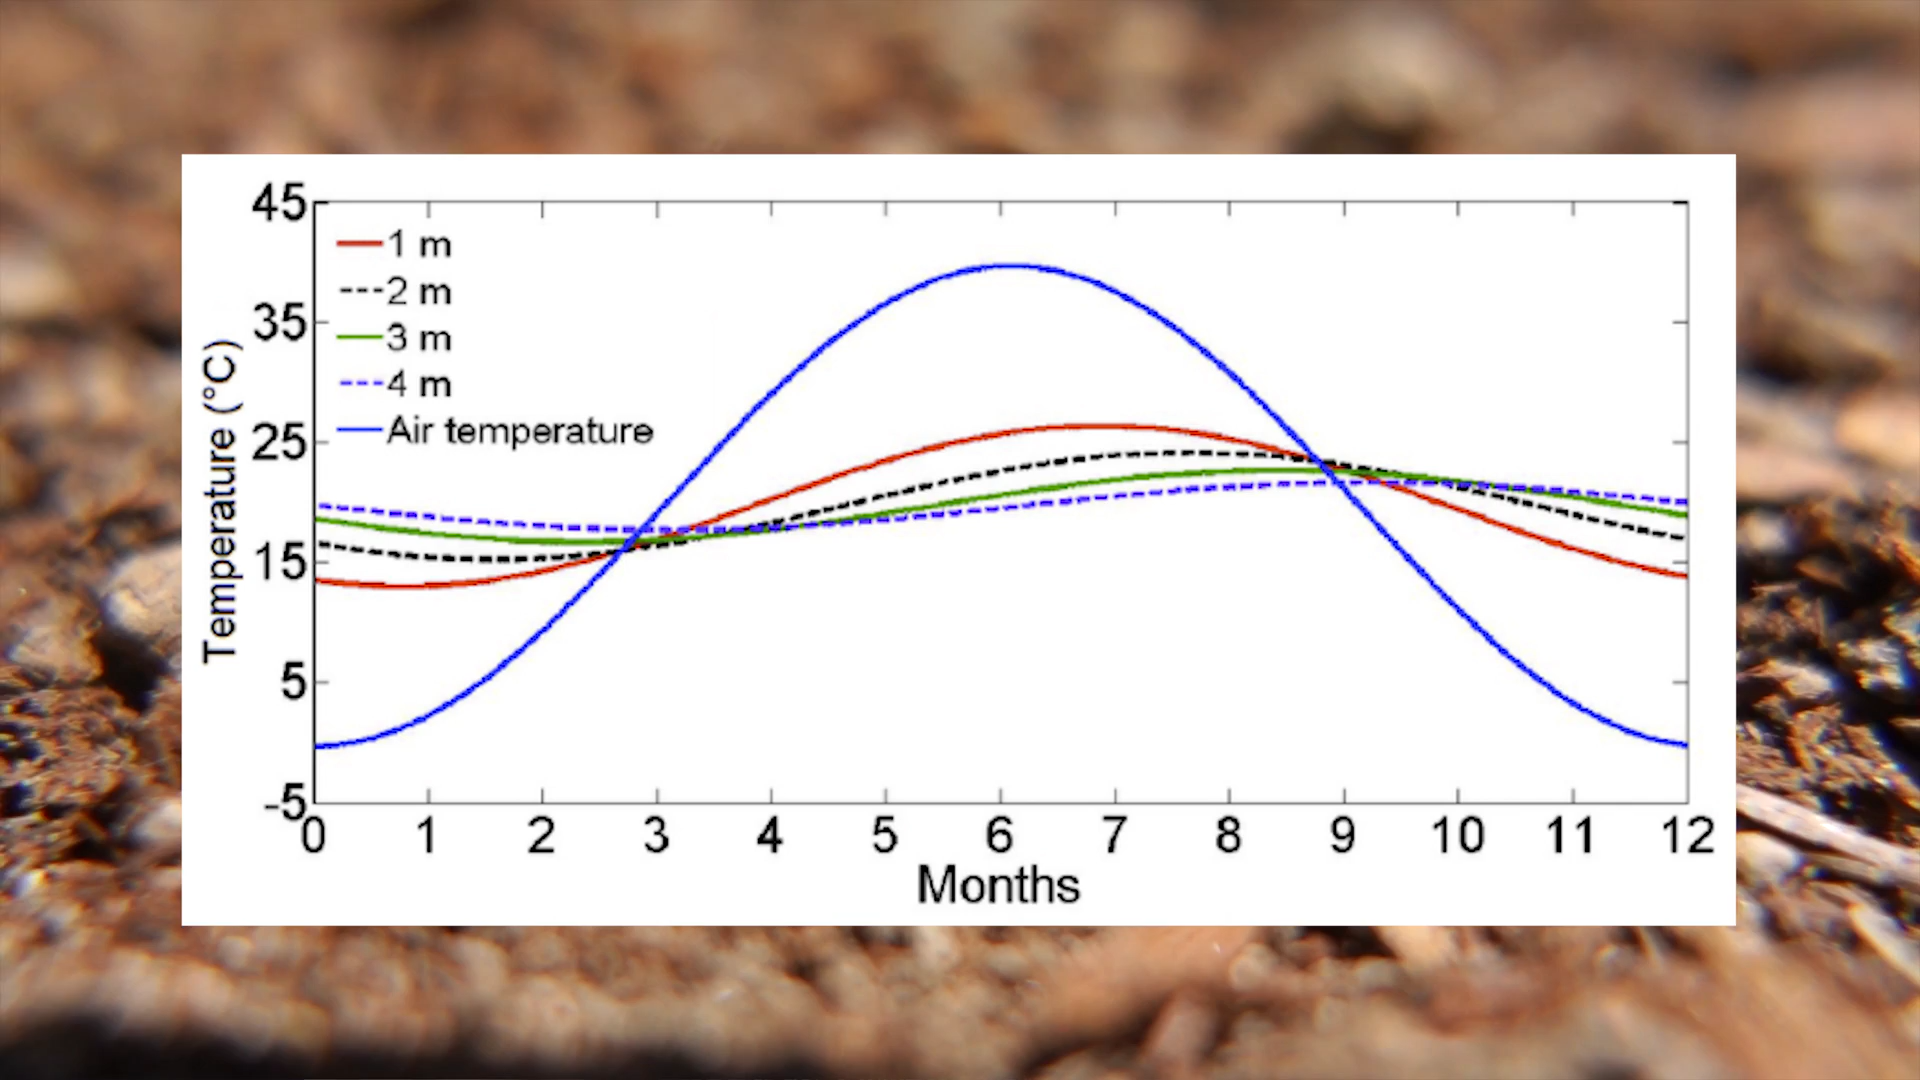 45
35
25
15
5
-5
1 m
2 m
3 m
4 m
Air temperature
Temperature (°C)
0 1 2 3 4 5 6 7 8 9 10 11 12
Months